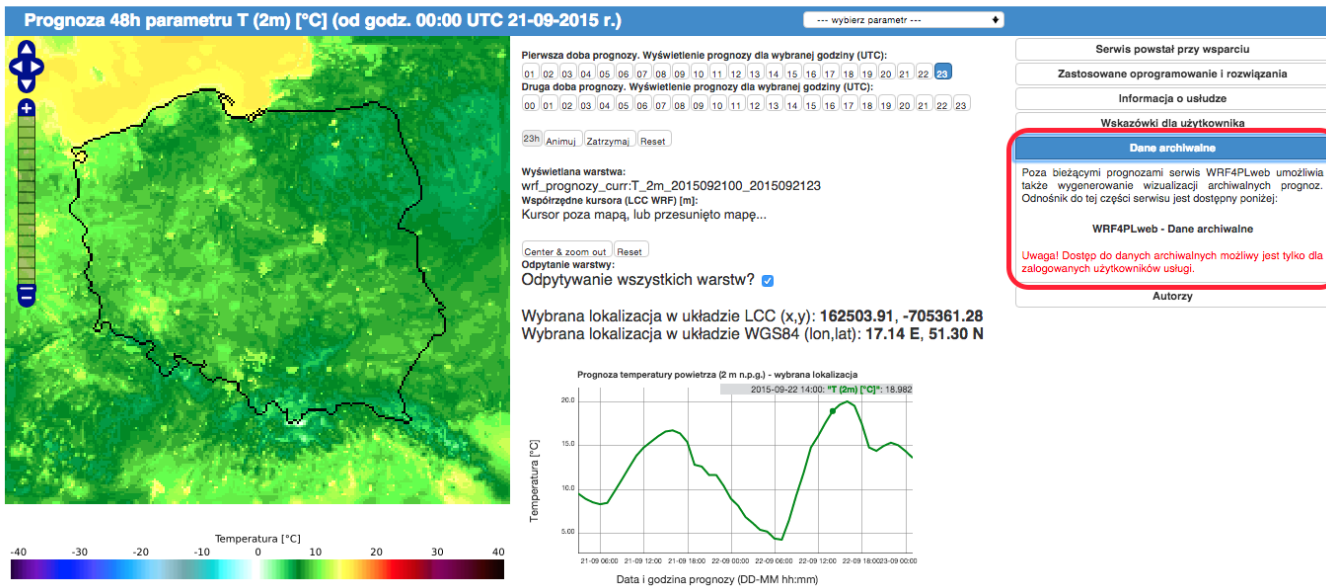 Prognoza 48h parametru T (2m) [°C] (od godz. 00:00 UTC 21-09-2015 r.)
--- wybierz parametr ---
Pierwsza doba prognozy. Wyświetlenie prognozy dla wybranej godziny (UTC):
01 02 03 04 05 06 07 08 09 10 11 12 13 14 15 16 17 18 19 20 21 22 23
Druga doba prognozy. Wyświetlenie prognozy dla wybranej godziny (UTC):
00 01 02 03 04 05 06 07 08 09 10 11 12 13 14 15 16 17 18 19 20 21 22 23
23h Animuj Zatrzymaj Reset
Wyświetlana warstwa:
wrf_prognozy_curr:T_2m_2015092100_2015092123
Współrzędne kursora (LCC WRF) [m]:
Kursor poza mapą, lub przesunięto mapę...
Center & zoom out Reset
Odpytanie warstwy:
Odpytywanie wszystkich warstw?
Wybrana lokalizacja w układzie LCC (x,y): 162503.91, -705361.28
Wybrana lokalizacja w układzie WGS84 (lon,lat): 17.14 E, 51.30 N
Prognoza temperatury powietrza (2 m n.p.g.) - wybrana lokalizacja
2015-09-22 14:00: "T (2m) [°C]": 18.982
20.0
15.0
10.0
5.00
Temperatura [°C]
21-09 06:00 21-09 12:00 21-09 18:00 22-09 00:00 22-09 06:00 22-09 12:00 22-09 18:00 23-09 00:00
Data i godzina prognozy (DD-MM hh:mm)
Temperatura [°C]
-40 -30 -20 -10 0 10 20 30 40
Serwis powstał przy wsparciu
Zastosowane oprogramowanie i rozwiązania
Informacja o usłudze
Wskazówki dla użytkownika
Dane archiwalne
Poza bieżącymi prognozami serwis WRF4PLweb umożliwia
także wygenerowanie wizualizacji archiwalnych prognoz.
Odnośnik do tej części serwisu jest dostępny poniżej:
WRF4PLweb - Dane archiwalne
Uwaga! Dostęp do danych archiwalnych możliwy jest tylko dla
zalogowanych użytkowników usługi.
Autorzy